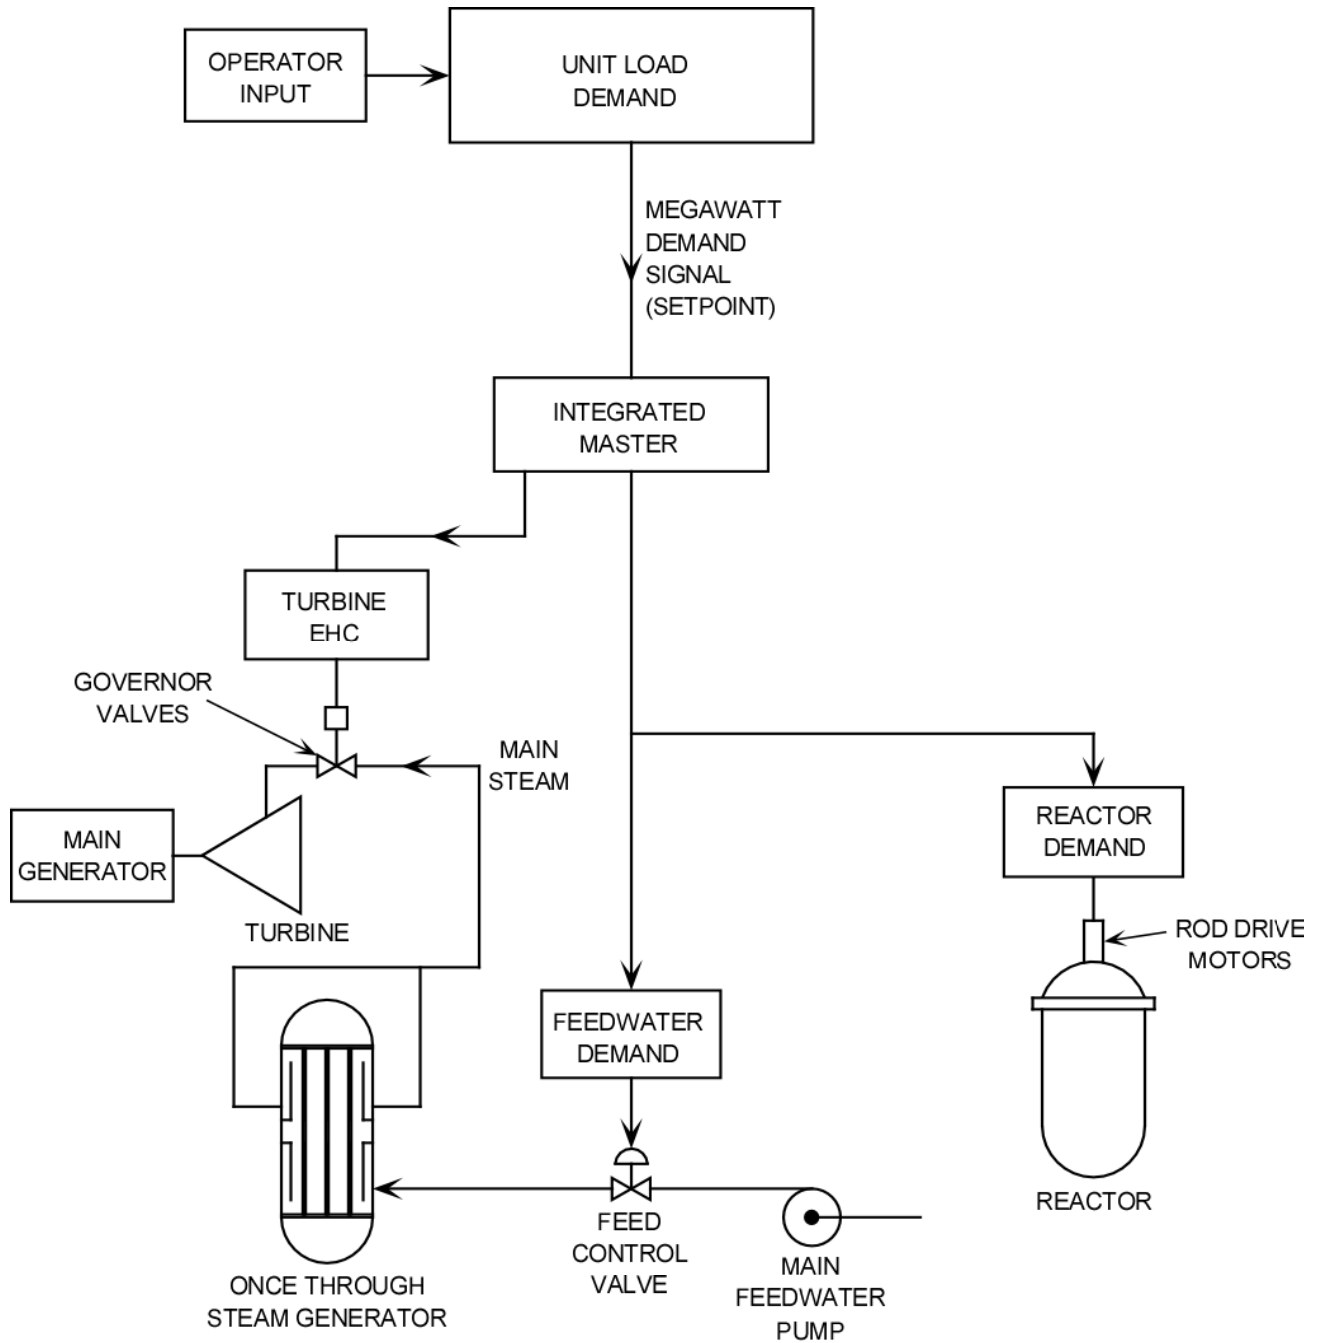 OPERATOR
INPUT
UNIT LOAD
DEMAND
MEGAWATT
DEMAND
SIGNAL
(SETPOINT)
INTEGRATED
MASTER
TURBINE
EHC
GOVERNOR
VALVES
MAIN
STEAM
MAIN
GENERATOR
TURBINE
REACTOR
DEMAND
ROD DRIVE
MOTORS
FEEDWATER
DEMAND
REACTOR
FEED
CONTROL
VALVE
MAIN
FEEDWATER
PUMP
ONCE THROUGH
STEAM GENERATOR